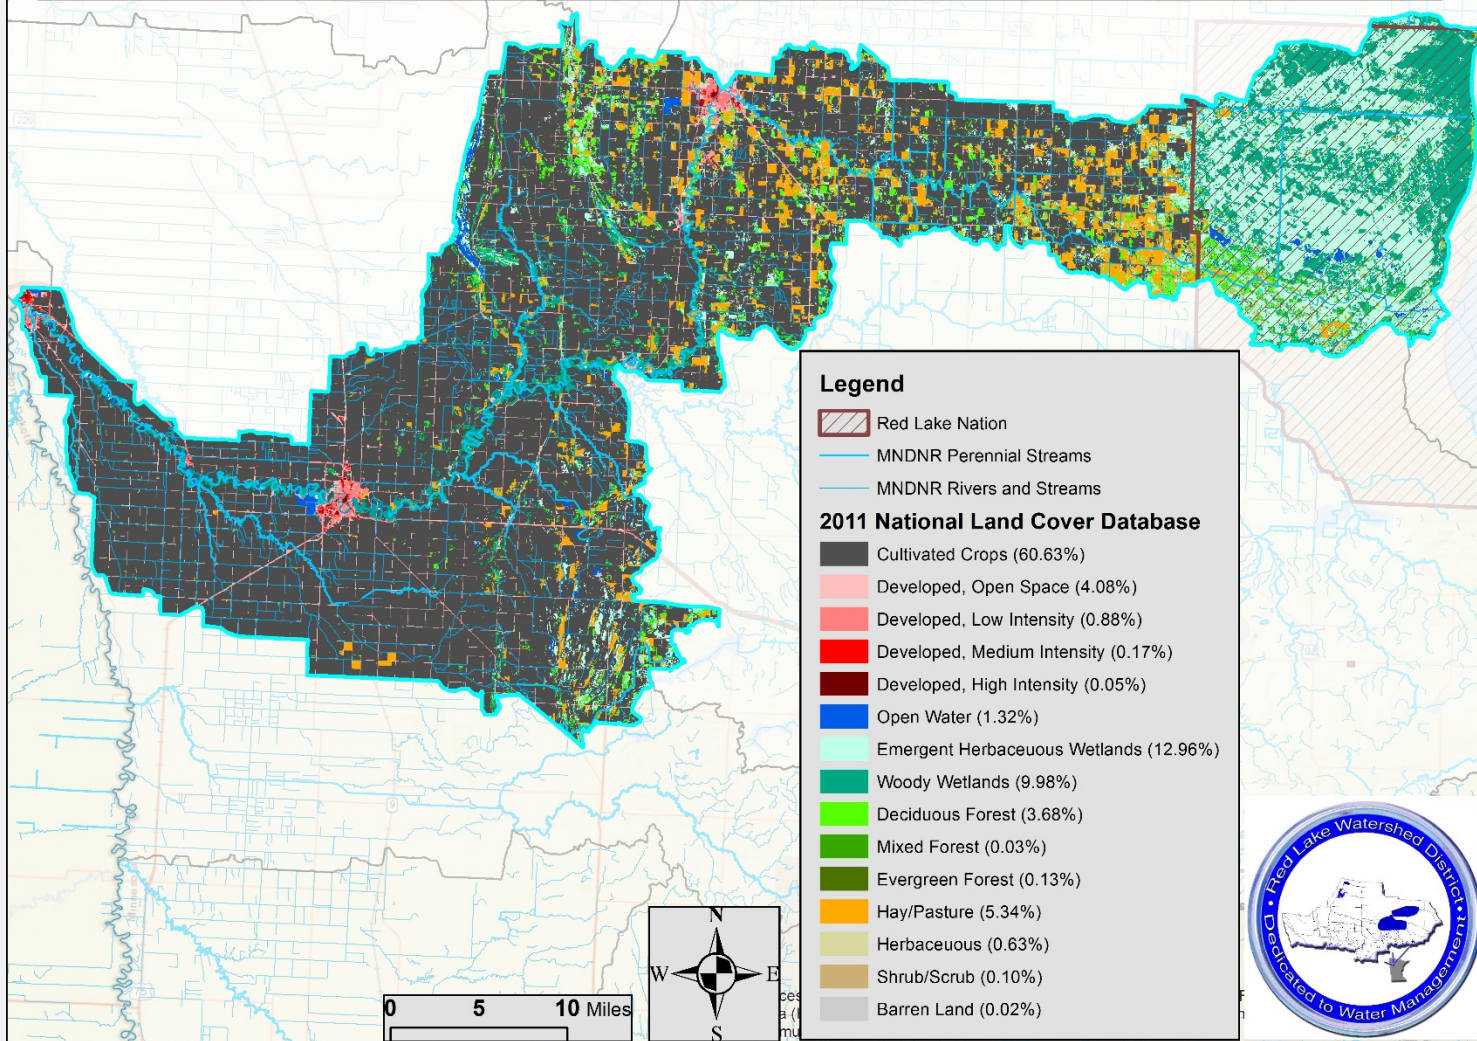 Legend
Red Lake Nation
MNDNR Perennial Streams
MNDNR Rivers and Streams
2011 National Land Cover Database
Cultivated Crops (60.63%)
Developed, Open Space (4.08%)
Developed, Low Intensity (0.88%)
Developed, Medium Intensity (0.17%)
Developed, High Intensity (0.05%)
Open Water (1.32%)
Emergent Herbaceuous Wetlands (12.96%)
Woody Wetlands (9.98%)
Deciduous Forest (3.68%)
Mixed Forest (0.03%)
Evergreen Forest (0.13%)
Hay/Pasture (5.34%)
Herbaceuous (0.63%)
Shrub/Scrub (0.10%)
Barren Land (0.02%)
N
W E
S
0 5 10 Miles
Red Lake Watershed District
Dedicated to Water Management
220
9
75